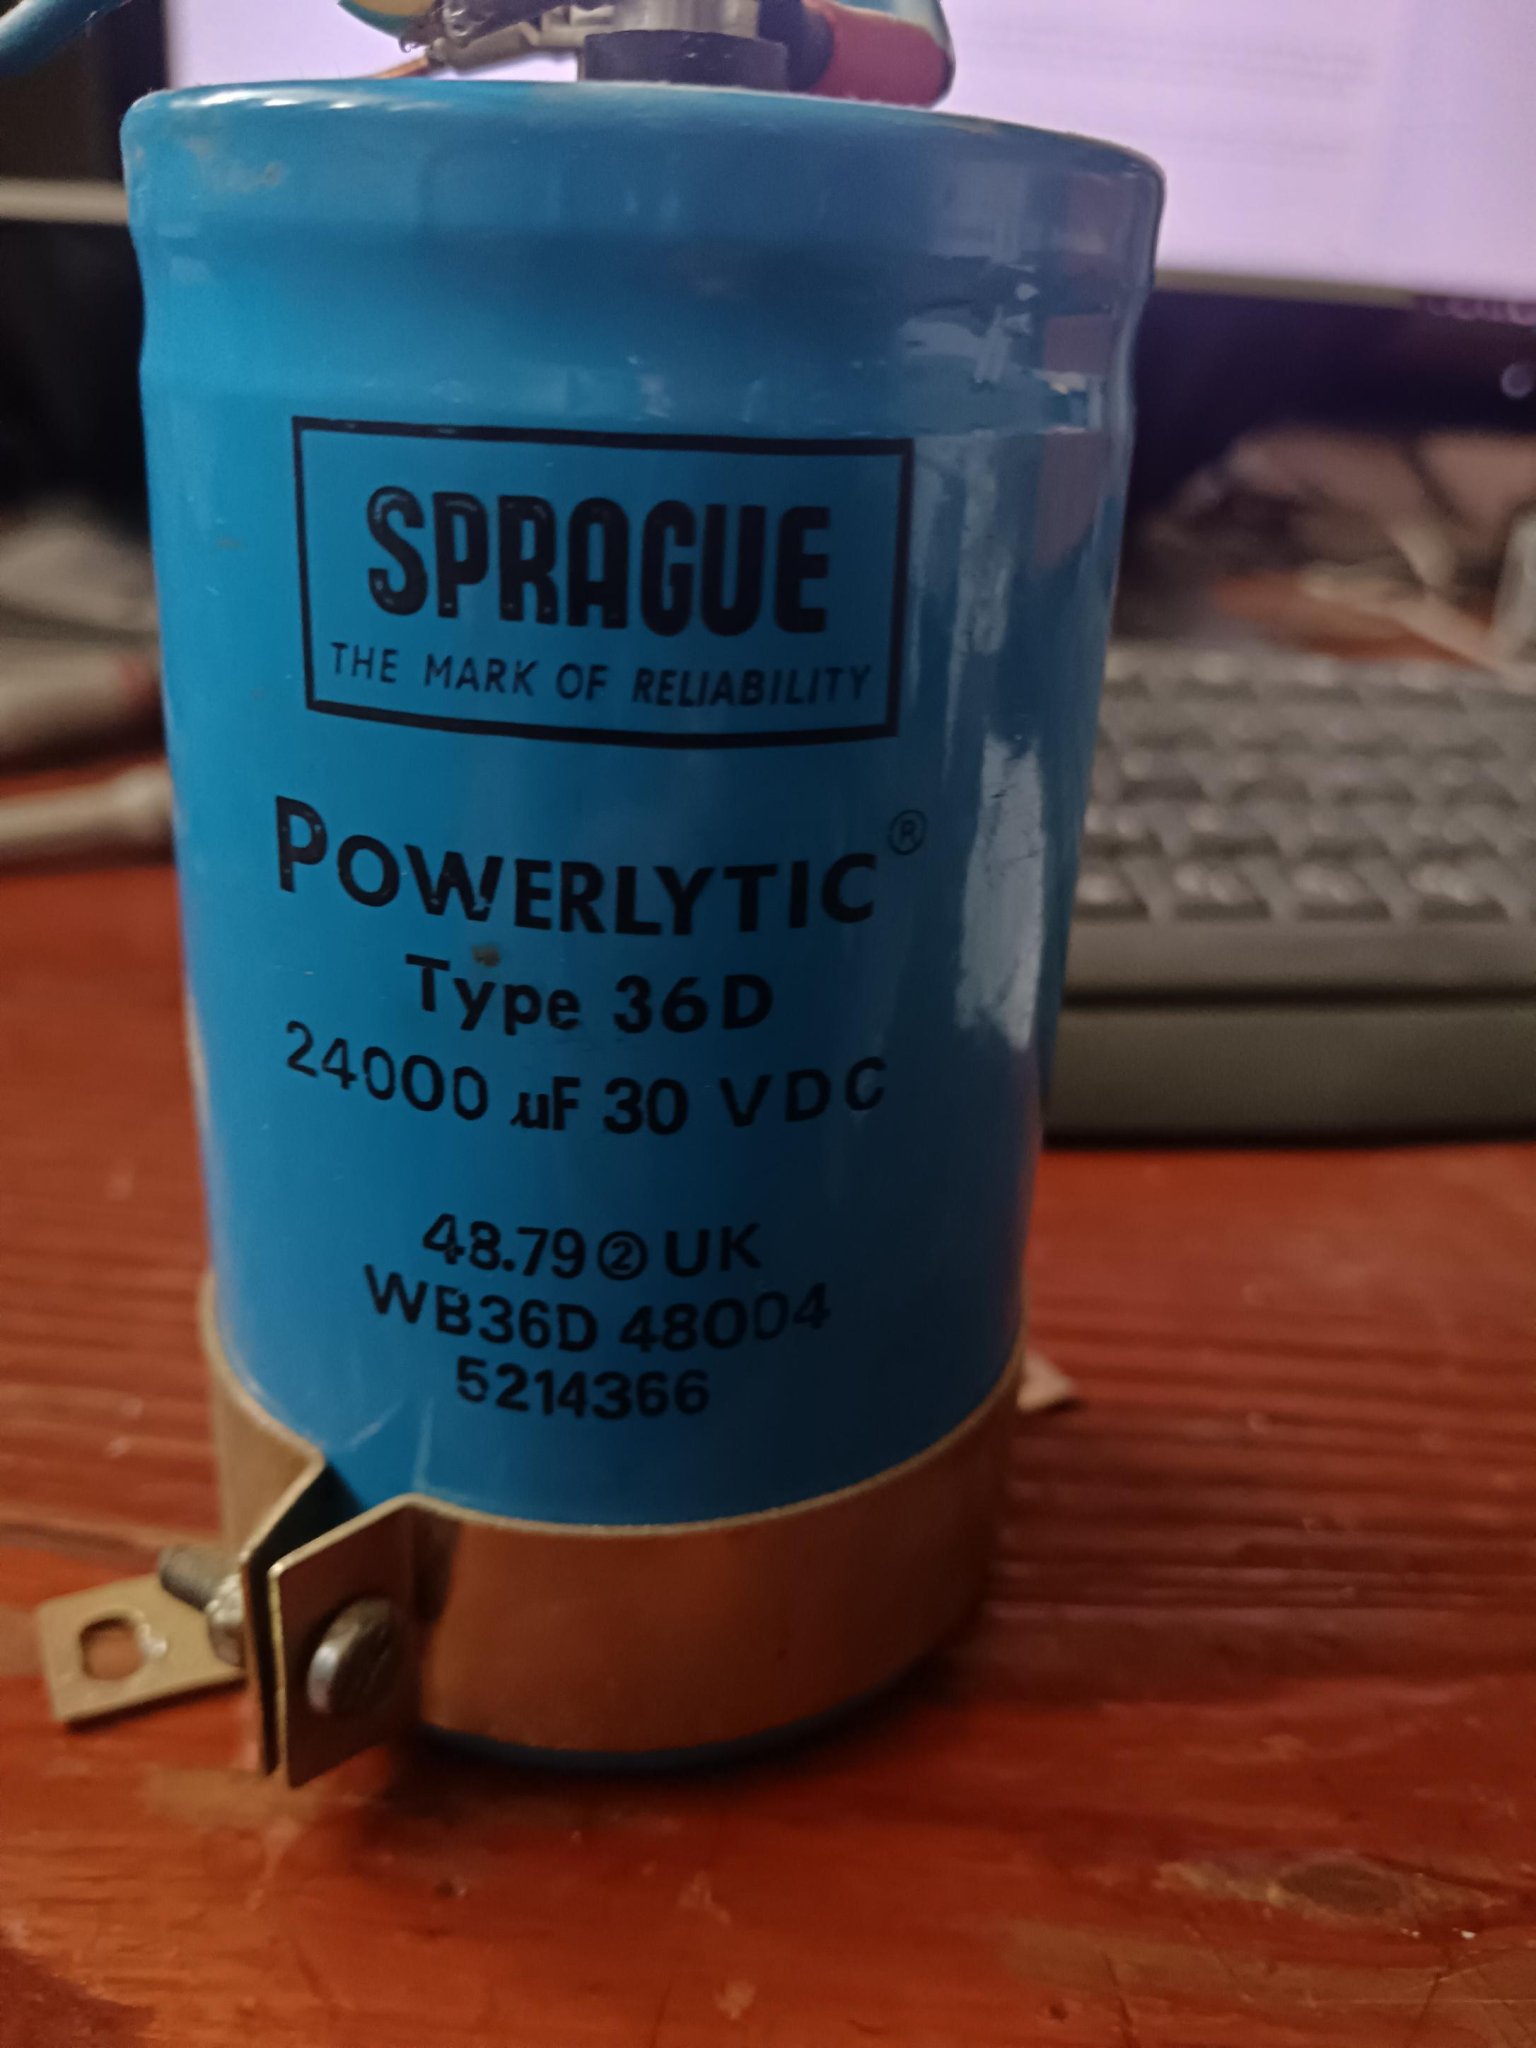 SPRAGUE
THE MARK OF RELIABILITY
POWERLYTIC®
Type 36D
24000 µF 30 VDC
48.79 ② UK
WB36D 48004
5214366